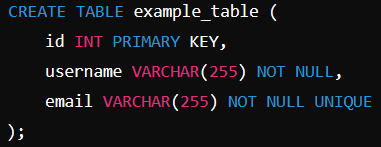 CREATE TABLE example_table (
    id INT PRIMARY KEY,
    username VARCHAR(255) NOT NULL,
    email VARCHAR(255) NOT NULL UNIQUE
);